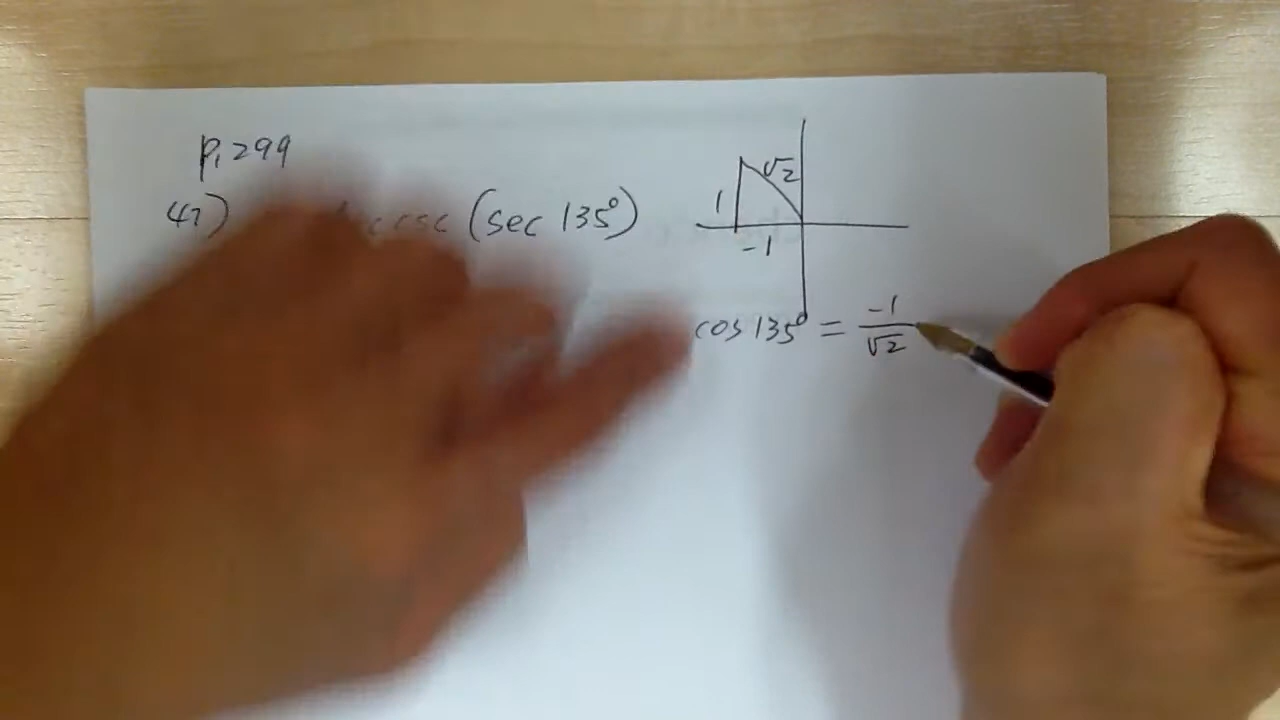 p, 299
47) csc (sec 135°)
√2
1
-1
cos 135° = -1/√2